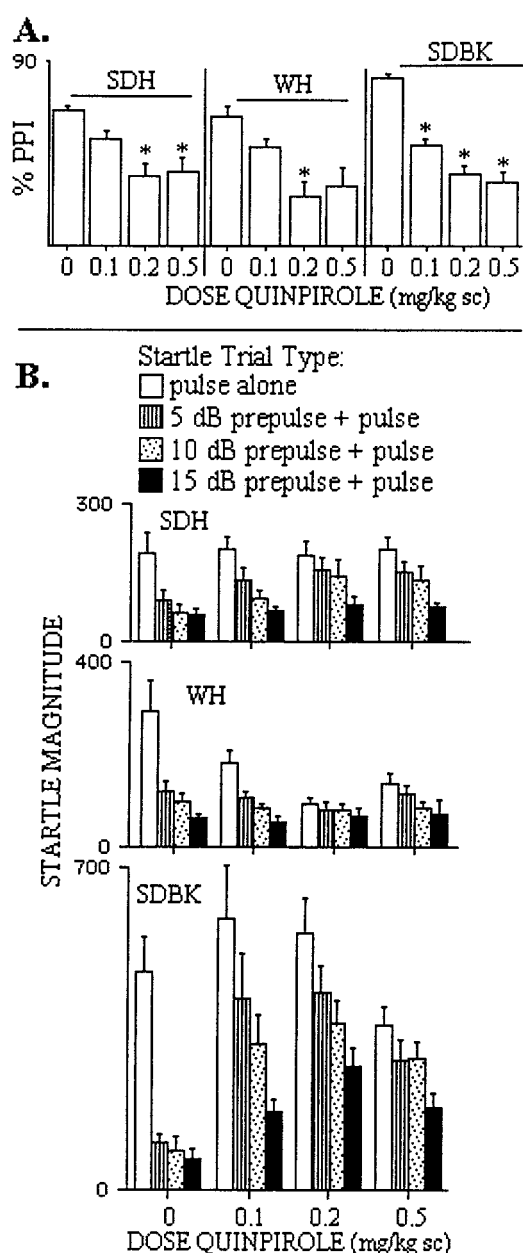 A.
90
% PPI
SDH
WH
SDBK
* *
*
* * *
0 0.1 0.2 0.5 0 0.1 0.2 0.5 0 0.1 0.2 0.5
DOSE QUINPIROLE (mg/kg sc)
B.
Startle Trial Type:
pulse alone
5 dB prepulse + pulse
10 dB prepulse + pulse
15 dB prepulse + pulse
STARTLE MAGNITUDE
300
SDH
0
400
WH
0
700
SDBK
0
0 0.1 0.2 0.5
DOSE QUINPIROLE (mg/kg sc)